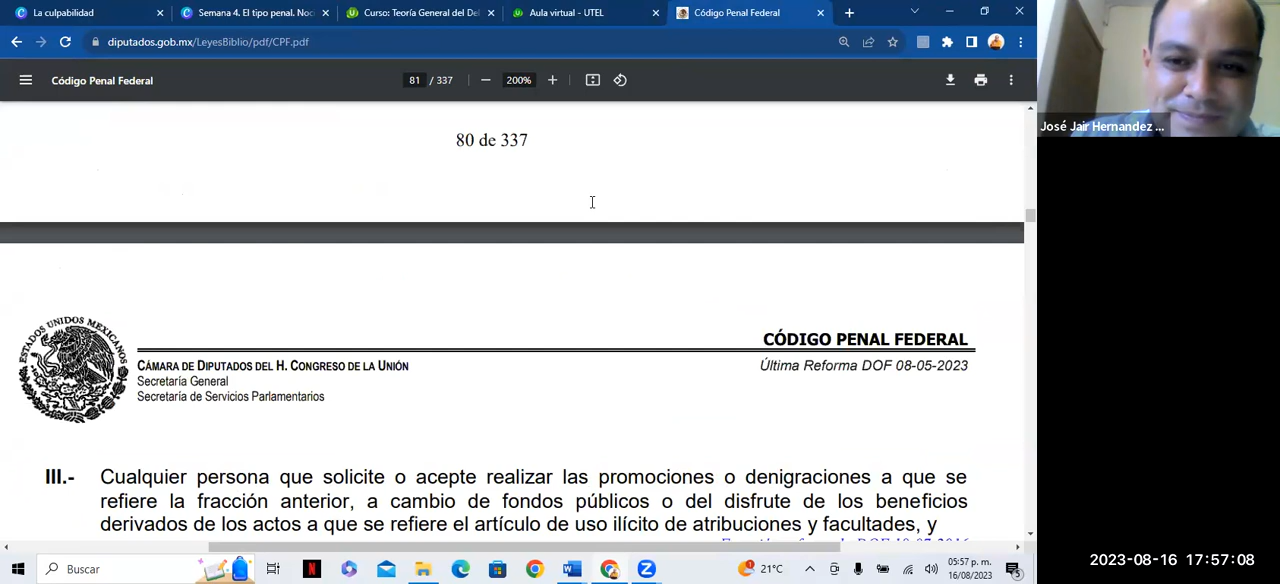 La culpabilidad
Semana 4. El tipo penal. Noc
Curso: Teoría General del Del
Aula virtual - UTEL
Código Penal Federal
diputados.gob.mx/LeyesBiblio/pdf/CPF.pdf
Código Penal Federal
81 / 337
200%
80 de 337
ESTADOS UNIDOS MEXICANOS
CÓDIGO PENAL FEDERAL
CÁMARA DE DIPUTADOS DEL H. CONGRESO DE LA UNIÓN
Última Reforma DOF 08-05-2023
Secretaría General
Secretaría de Servicios Parlamentarios
III.- Cualquier persona que solicite o acepte realizar las promociones o denigraciones a que se
refiere la fracción anterior, a cambio de fondos públicos o del disfrute de los beneficios
derivados de los actos a que se refiere el artículo de uso ilícito de atribuciones y facultades, y
Buscar
21°C
05:57 p. m.
16/08/2023
José Jair Hernandez ...
2023-08-16 17:57:08